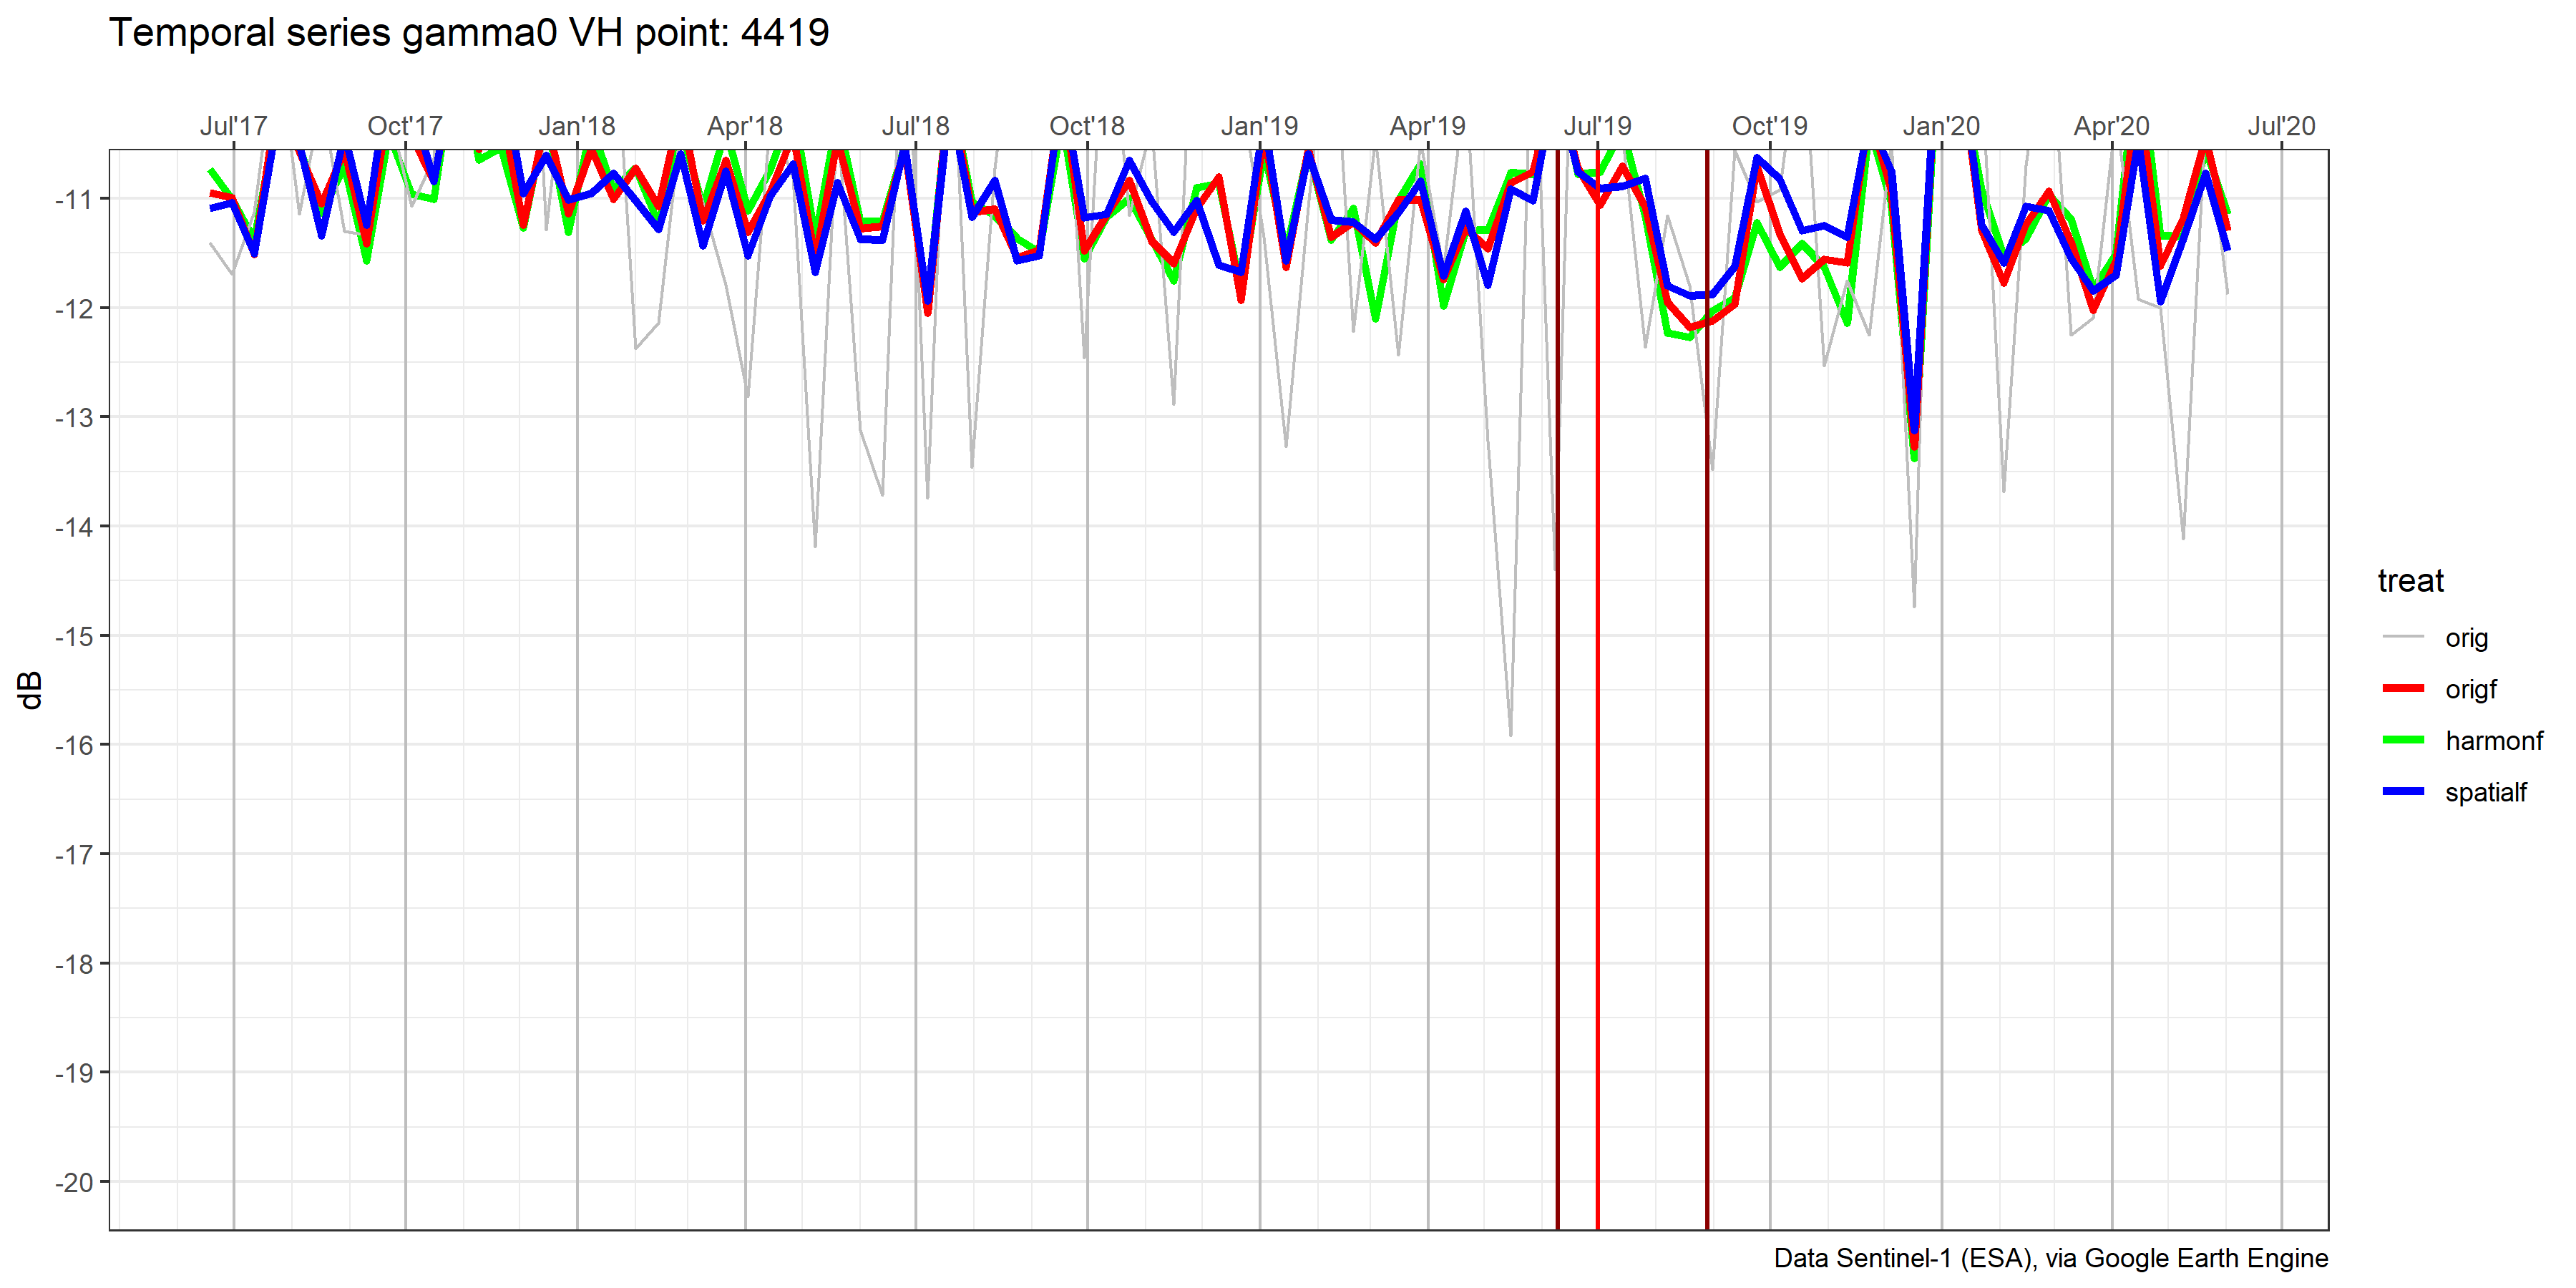 Temporal series gamma0 VH point: 4419
Jul'17 Oct'17 Jan'18 Apr'18 Jul'18 Oct'18 Jan'19 Apr'19 Jul'19 Oct'19 Jan'20 Apr'20 Jul'20
-11
-12
-13
-14
-15
-16
-17
-18
-19
-20
dB
treat
orig
origf
harmonf
spatialf
Data Sentinel-1 (ESA), via Google Earth Engine